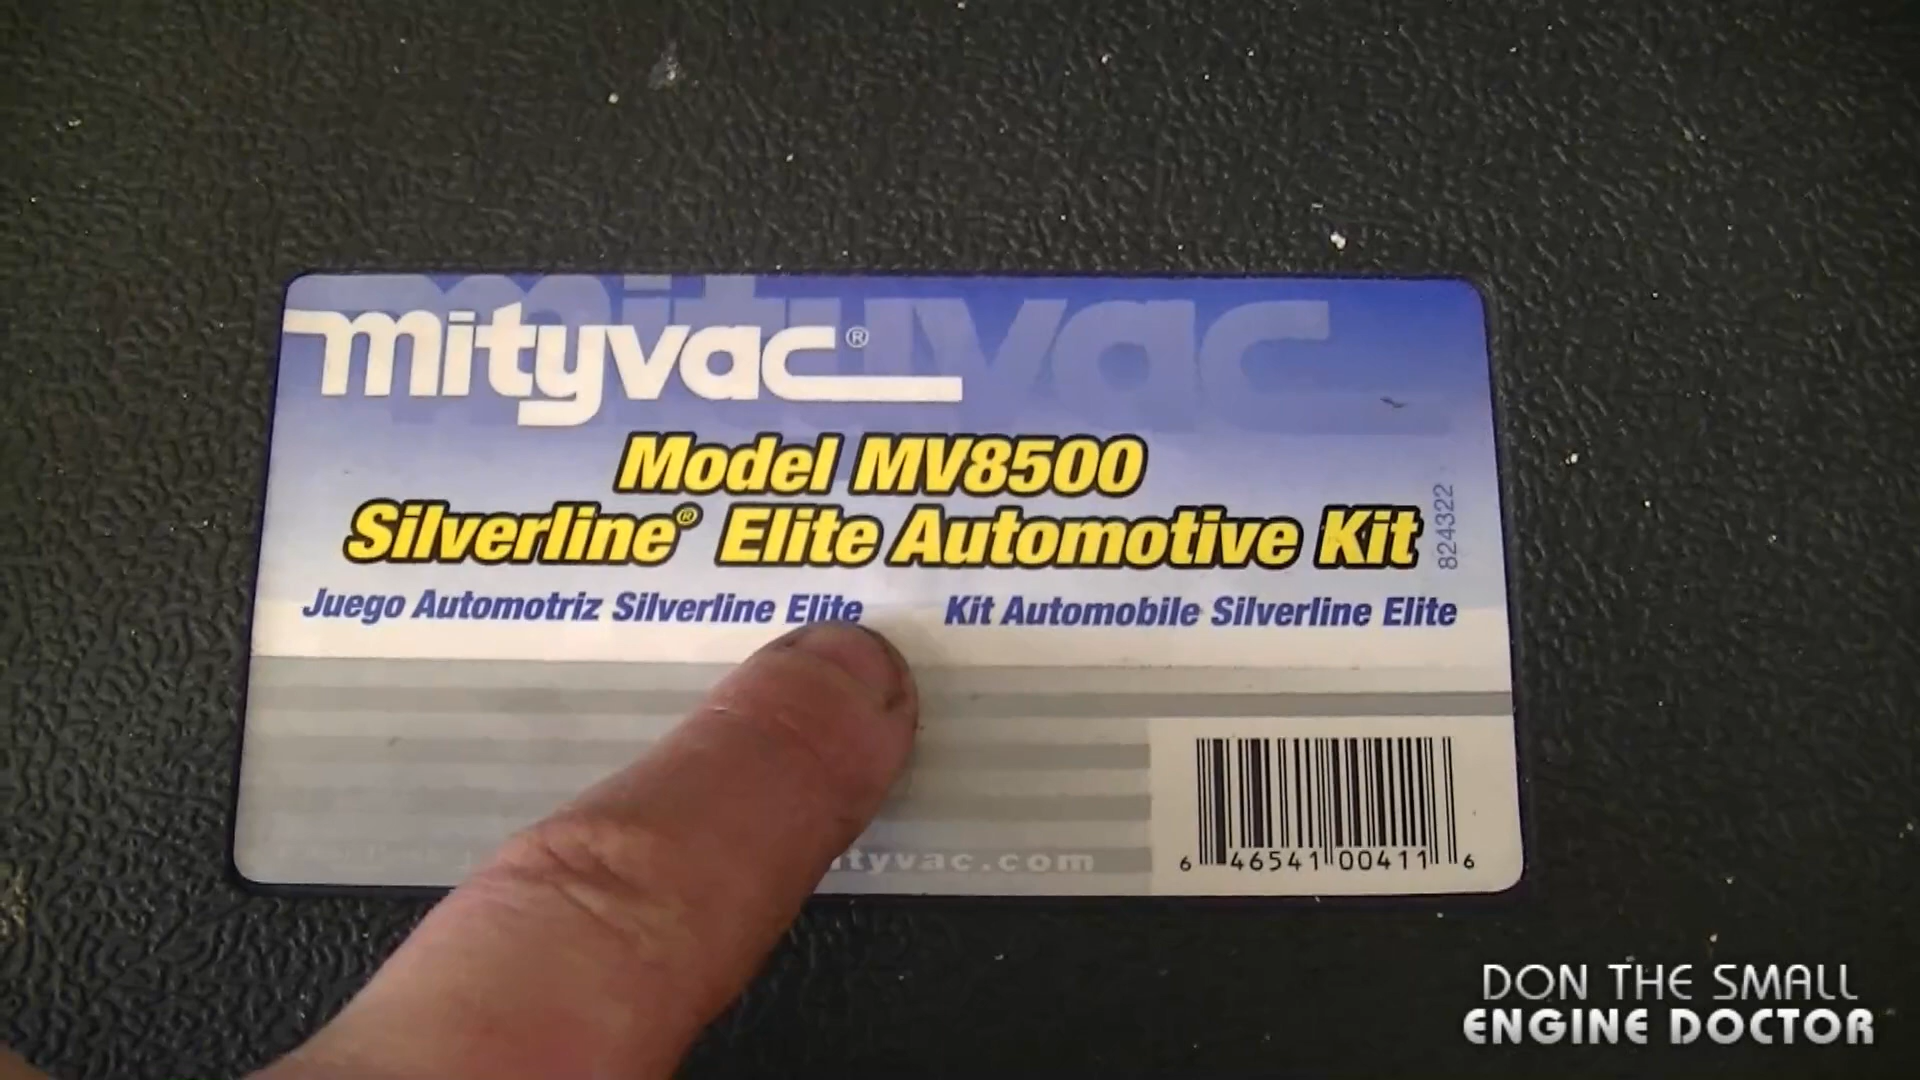 mityvac®
mityvac
Model MV8500
Silverline® Elite Automotive Kit
824322
Juego Automotriz Silverline Elite
Kit Automobile Silverline Elite
tyvac.com
6 46541 00411 6
DON THE SMALL
ENGINE DOCTOR